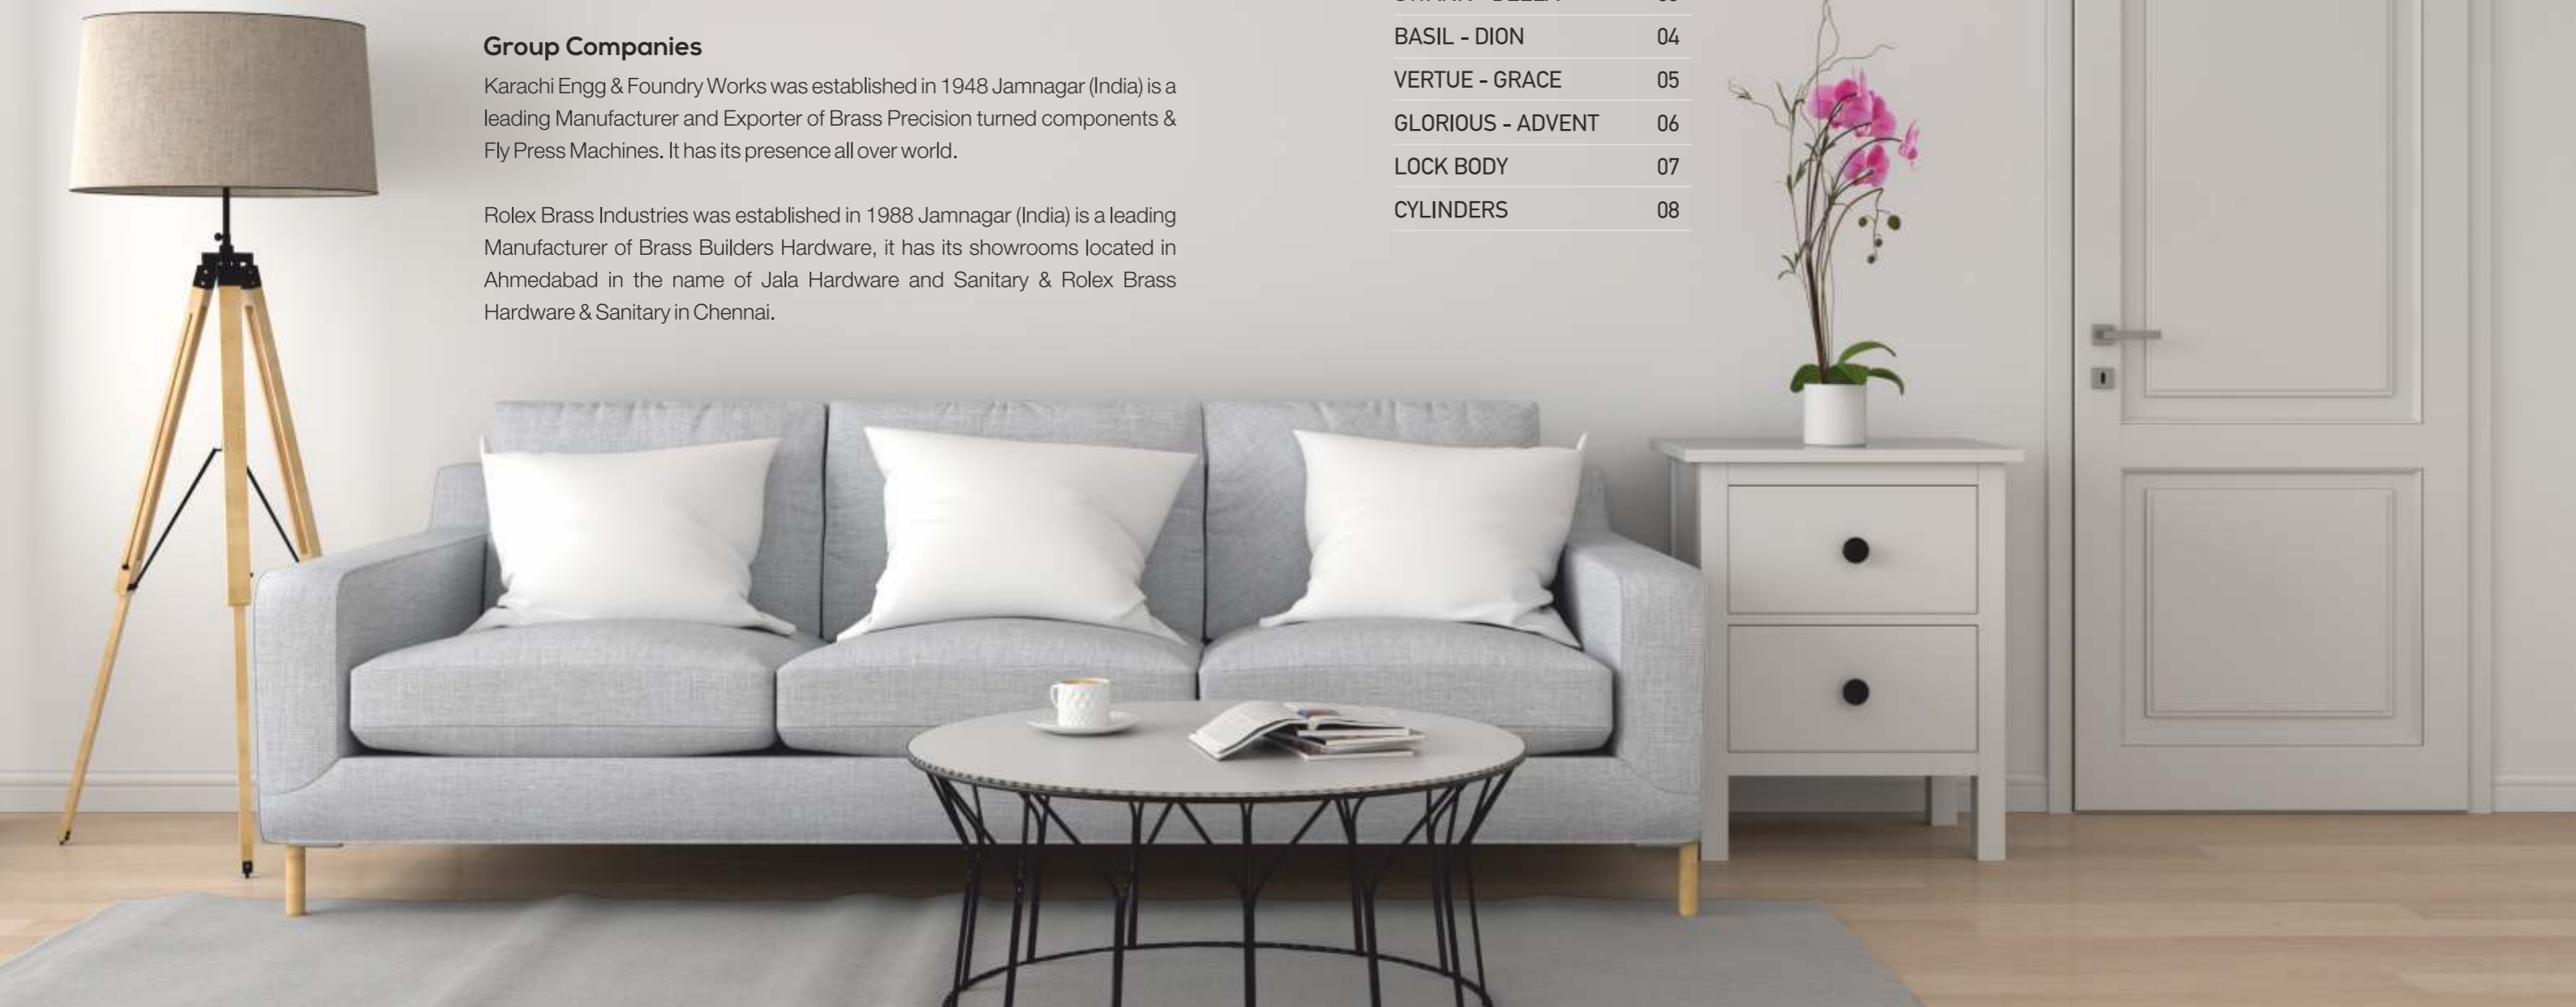 Group Companies
Karachi Engg & Foundry Works was established in 1948 Jamnagar (India) is a
leading Manufacturer and Exporter of Brass Precision turned components &
Fly Press Machines. It has its presence all over world.
Rolex Brass Industries was established in 1988 Jamnagar (India) is a leading
Manufacturer of Brass Builders Hardware, it has its showrooms located in
Ahmedabad in the name of Jala Hardware and Sanitary & Rolex Brass
Hardware & Sanitary in Chennai.
BASIL - DION 04
VERTUE - GRACE 05
GLORIOUS - ADVENT 06
LOCK BODY 07
CYLINDERS 08